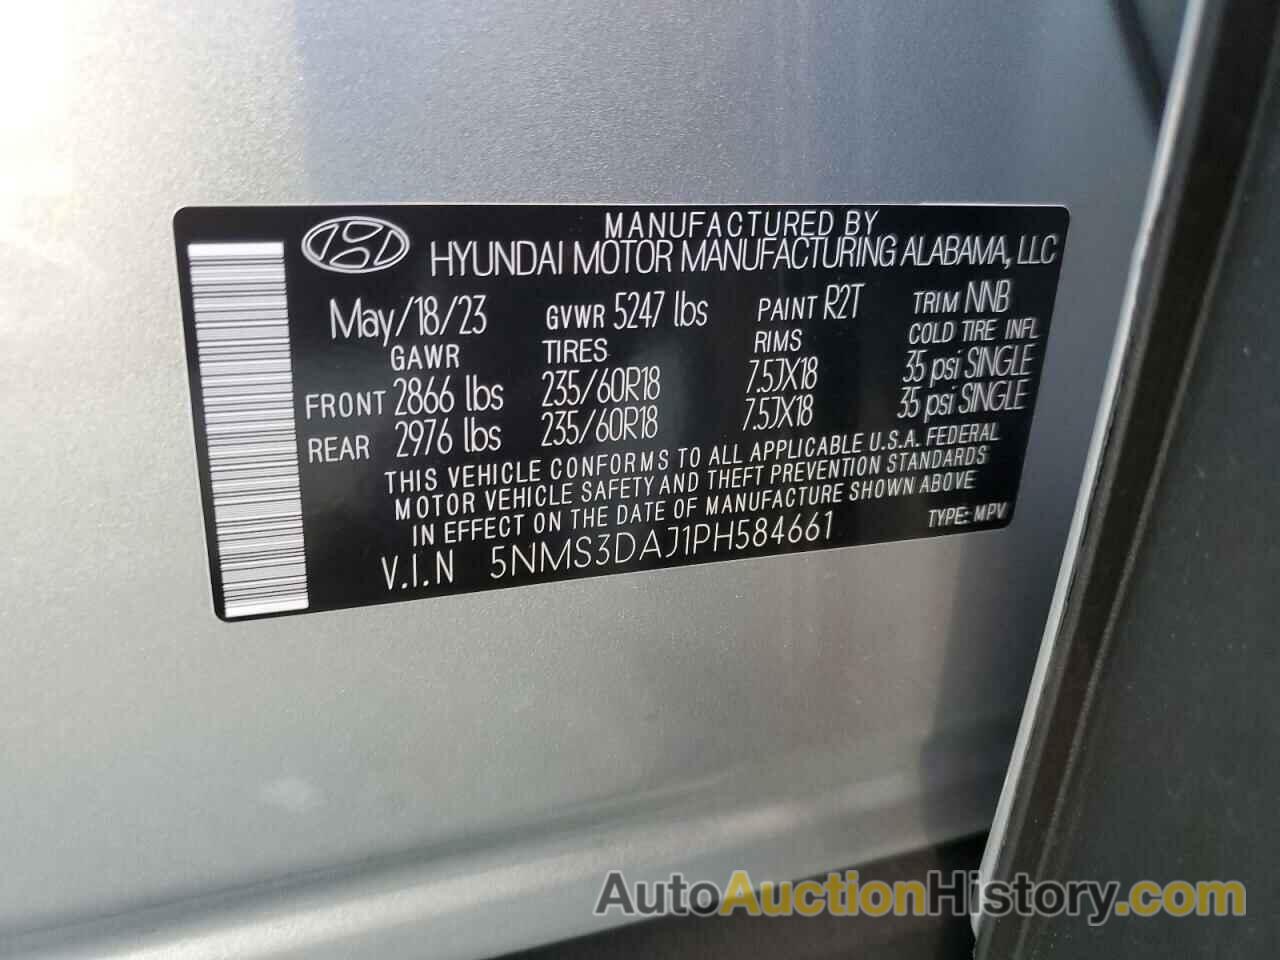 MANUFACTURED BY
HYUNDAI MOTOR MANUFACTURING ALABAMA, LLC
May/18/23 GVWR 5247 lbs PAINT R2T TRIM NNB
GAWR TIRES RIMS COLD TIRE INFL
FRONT 2866 lbs 235/60R18 7.5JX18 35 psi SINGLE
REAR 2976 lbs 235/60R18 7.5JX18 35 psi SINGLE
THIS VEHICLE CONFORMS TO ALL APPLICABLE U.S.A. FEDERAL
MOTOR VEHICLE SAFETY AND THEFT PREVENTION STANDARDS
IN EFFECT ON THE DATE OF MANUFACTURE SHOWN ABOVE
V.I.N 5NMS3DAJ1PH584661 TYPE: MPV
AutoAuctionHistory.com